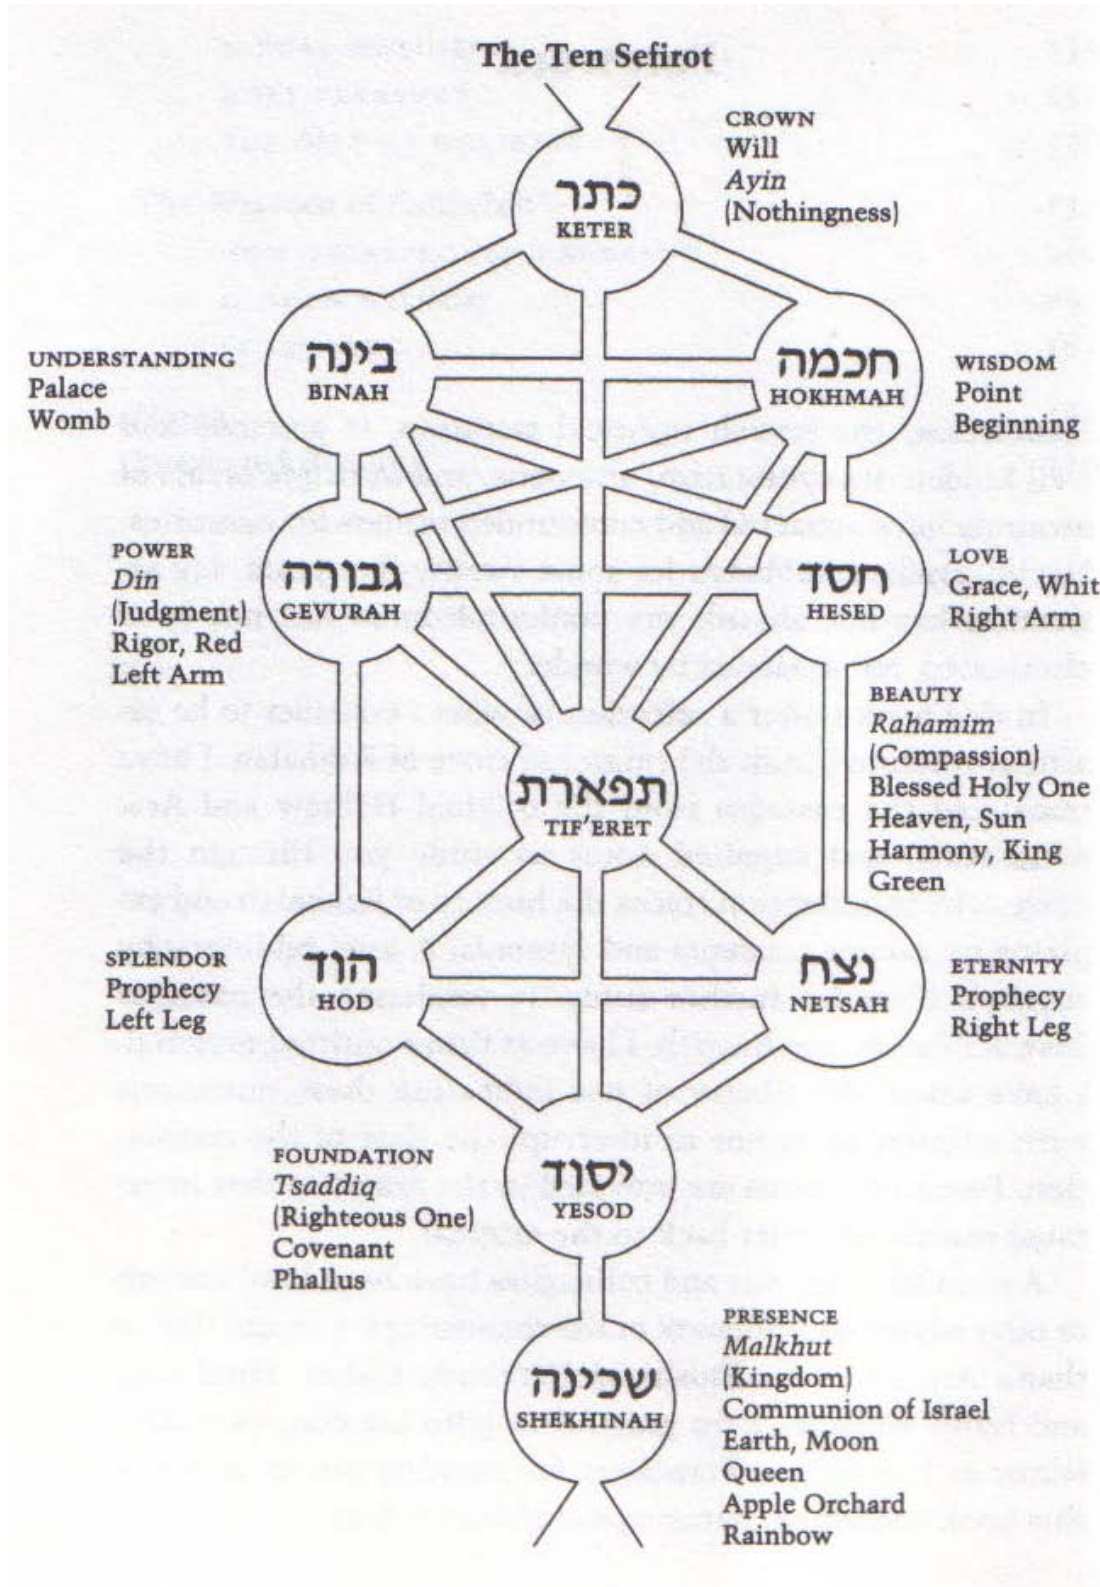 The Ten Sefirot
CROWN
Will
Ayin
(Nothingness)
כתר
KETER
בינה
BINAH
חכמה
HOKHMAH
UNDERSTANDING
Palace
Womb
WISDOM
Point
Beginning
POWER
Din
(Judgment)
Rigor, Red
Left Arm
גבורה
GEVURAH
חסד
HESED
LOVE
Grace, Whit
Right Arm
BEAUTY
Rahamim
(Compassion)
Blessed Holy One
Heaven, Sun
Harmony, King
Green
תפארת
TIF'ERET
SPLENDOR
Prophecy
Left Leg
הוד
HOD
נצח
NETSAH
ETERNITY
Prophecy
Right Leg
FOUNDATION
Tsaddiq
(Righteous One)
Covenant
Phallus
יסוד
YESOD
שכינה
SHEKHINAH
PRESENCE
Malkhut
(Kingdom)
Communion of Israel
Earth, Moon
Queen
Apple Orchard
Rainbow